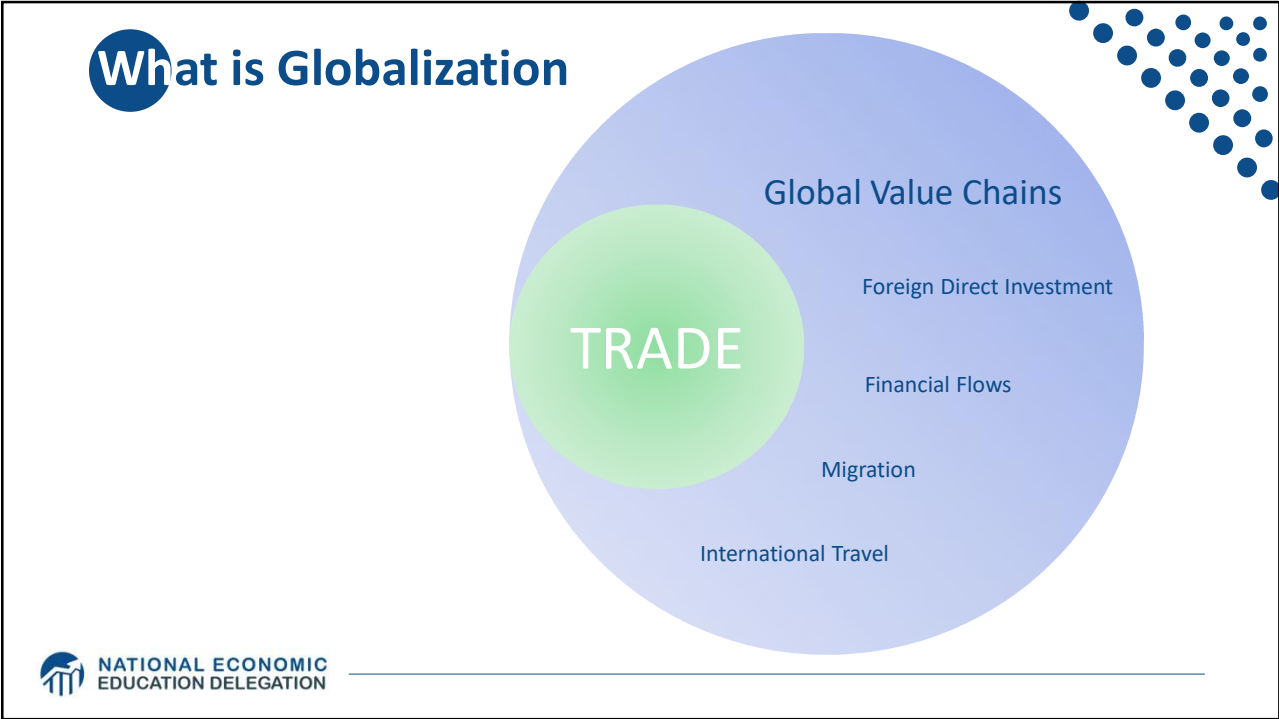 What is Globalization
Global Value Chains
Foreign Direct Investment
TRADE
Financial Flows
Migration
International Travel
NATIONAL ECONOMIC
EDUCATION DELEGATION